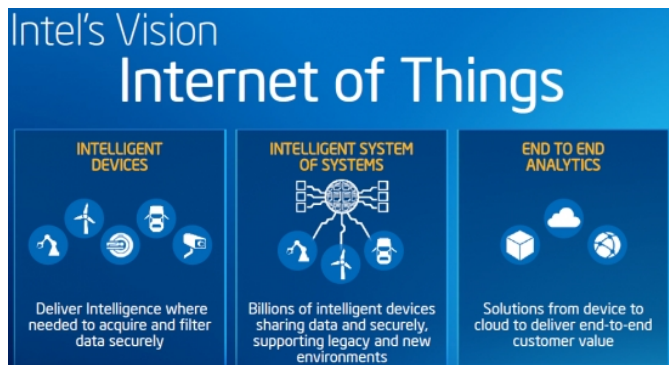 Intel's Vision
Internet of Things
INTELLIGENT
DEVICES
Deliver Intelligence where
needed to acquire and filter
data securely
INTELLIGENT SYSTEM
OF SYSTEMS
Billions of intelligent devices
sharing data and securely,
supporting legacy and new
environments
END TO END
ANALYTICS
Solutions from device to
cloud to deliver end-to-end
customer value